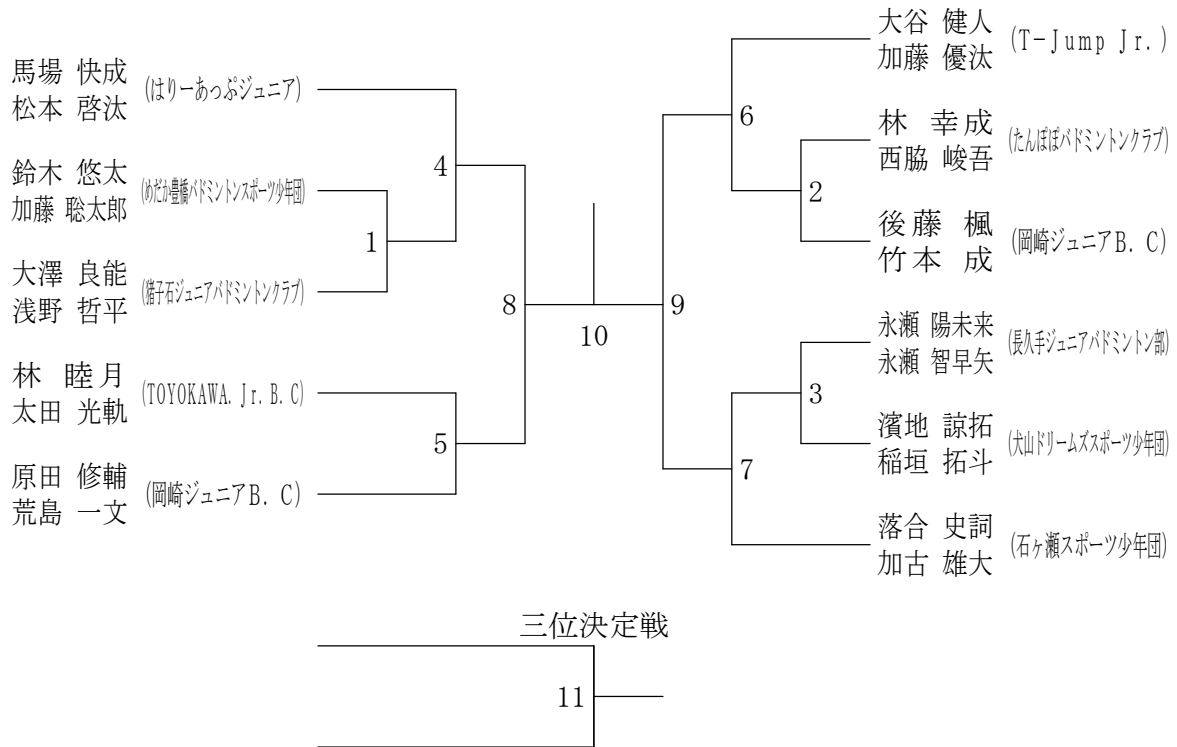 馬場 快成
松本 啓汰
(はりーあっぷジュニア)
鈴木 悠太
加藤 聡太郎
(めだか豊橋バドミントンスポーツ少年団)
大澤 良能
浅野 哲平
(猪子石ジュニアバドミントンクラブ)
林 睦月
太田 光軌
(TOYOKAWA. Jr. B. C)
原田 修輔
荒島 一文
(岡崎ジュニアB. C)
4
1
8
5
10
9
6
2
3
7
大谷 健人
加藤 優汰
(T-Jump Jr. )
林 幸成
西脇 峻吾
(たんぽぽバドミントンクラブ)
後藤 楓
竹本 成
(岡崎ジュニアB. C)
永瀬 陽未来
永瀬 智早矢
(長久手ジュニアバドミントン部)
濱地 諒拓
稲垣 拓斗
(犬山ドリームズスポーツ少年団)
落合 史詞
加古 雄大
(石ヶ瀬スポーツ少年団)
三位決定戦
11